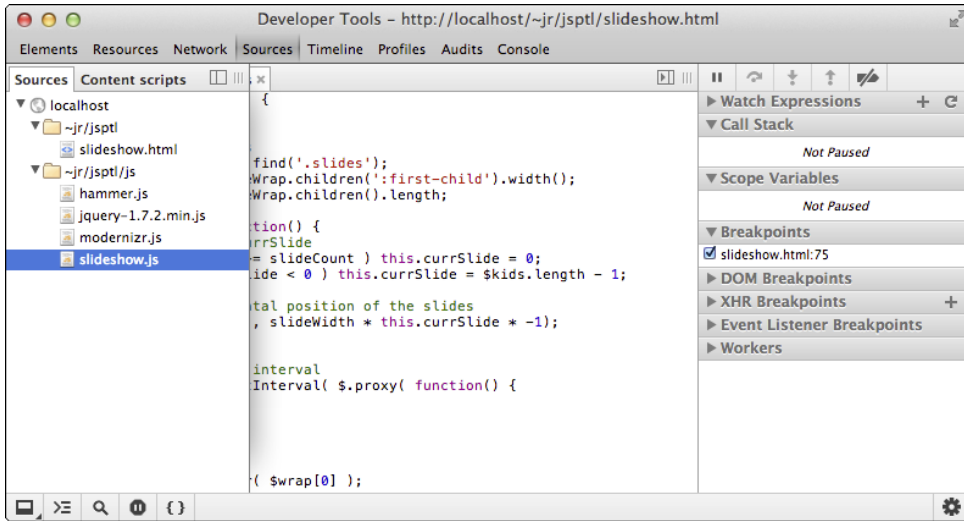 Developer Tools - http://localhost/~jr/jsptl/slideshow.html
Elements Resources Network Sources Timeline Profiles Audits Console
Sources Content scripts
localhost
~jr/jsptl
slideshow.html
~jr/jsptl/js
hammer.js
jquery-1.7.2.min.js
modernizr.js
slideshow.js
{
find('.slides');
Wrap.children(':first-child').width();
Wrap.children().length;
tion() {
rrSlide
= slideCount ) this.currSlide = 0;
ide < 0 ) this.currSlide = $kids.length - 1;
tal position of the slides
, slideWidth * this.currSlide * -1);
interval
Interval( $.proxy( function() {
( $wrap[0] );
Watch Expressions
Call Stack
Not Paused
Scope Variables
Not Paused
Breakpoints
slideshow.html:75
DOM Breakpoints
XHR Breakpoints
Event Listener Breakpoints
Workers